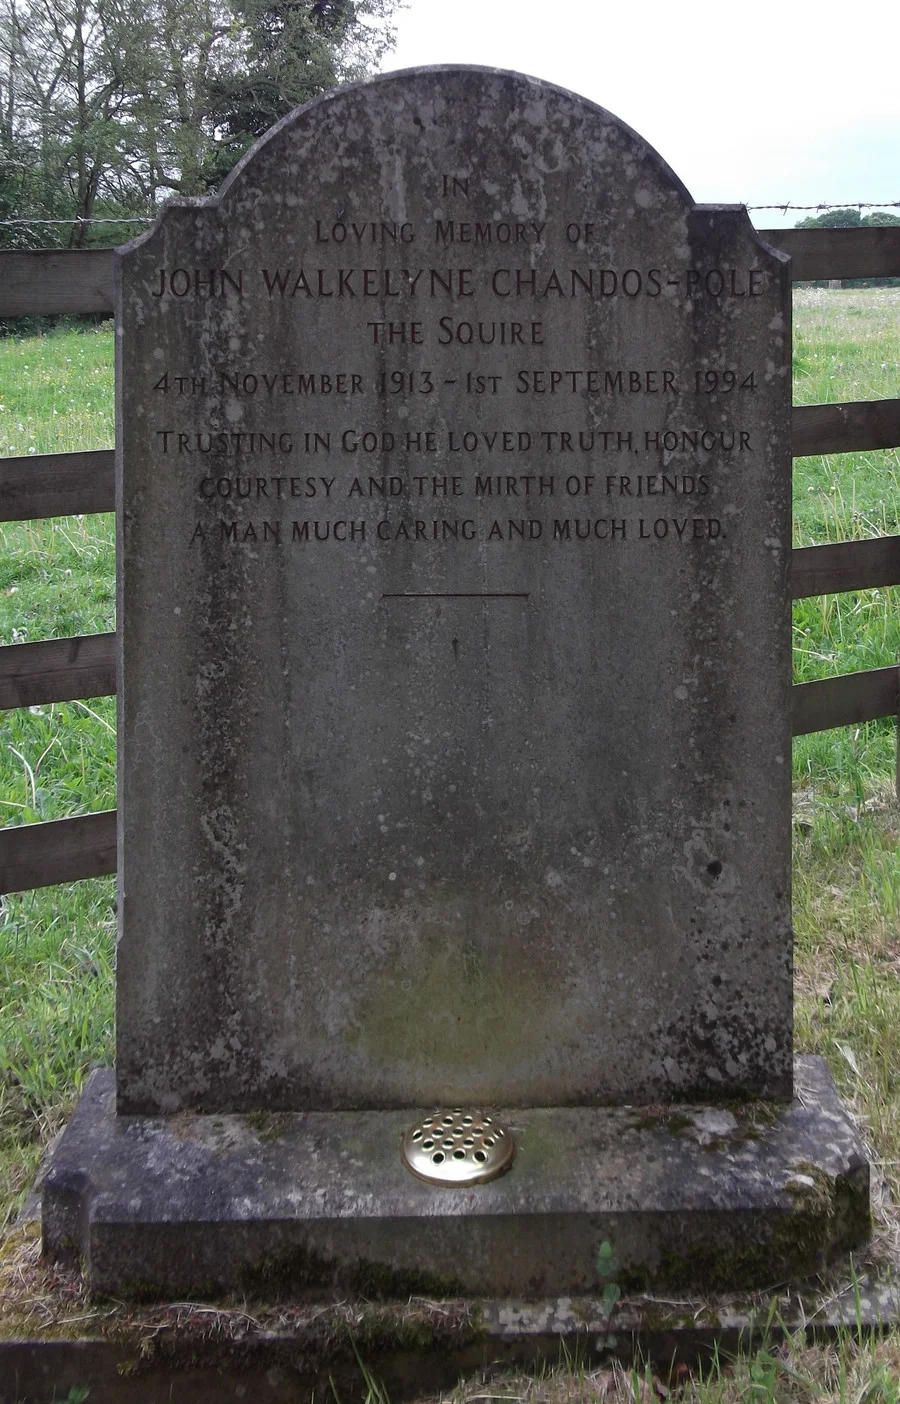 IN
LOVING MEMORY OF
JOHN WALKELYNE CHANDOS-POLE
THE SQUIRE
4TH NOVEMBER 1913 - 1ST SEPTEMBER 1994
TRUSTING IN GOD HE LOVED TRUTH, HONOUR
COURTESY AND THE MIRTH OF FRIENDS
A MAN MUCH CARING AND MUCH LOVED.